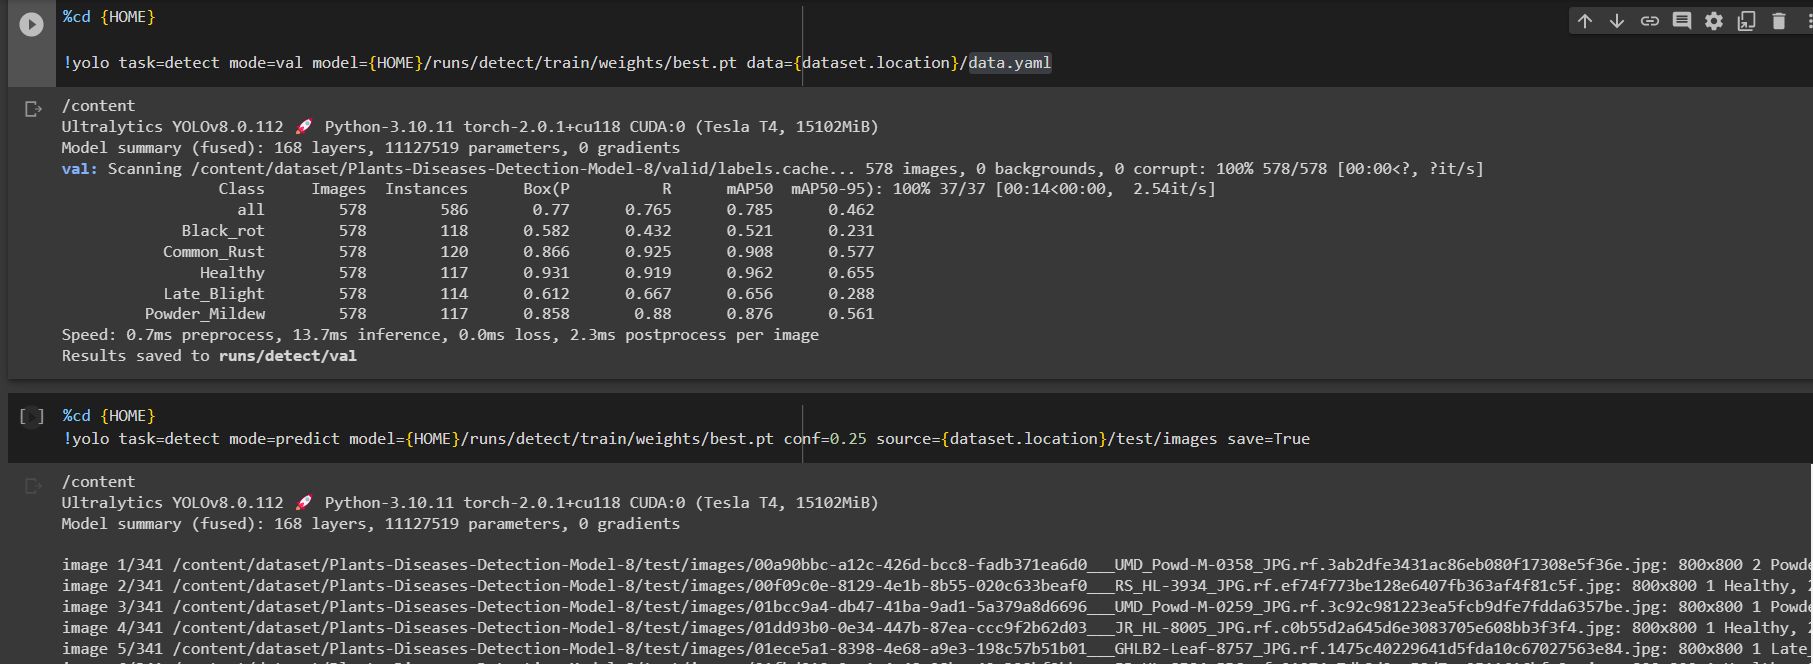 %cd {HOME}
!yolo task=detect mode=val model={HOME}/runs/detect/train/weights/best.pt data={dataset.location}/data.yaml
/content
Ultralytics YOLOv8.0.112 🚀 Python-3.10.11 torch-2.0.1+cu118 CUDA:0 (Tesla T4, 15102MiB)
Model summary (fused): 168 layers, 11127519 parameters, 0 gradients
val: Scanning /content/dataset/Plants-Diseases-Detection-Model-8/valid/labels.cache... 578 images, 0 backgrounds, 0 corrupt: 100% 578/578 [00:00<?, ?it/s]
Class Images Instances Box(P R mAP50 mAP50-95): 100% 37/37 [00:14<00:00, 2.54it/s]
all 578 586 0.77 0.765 0.785 0.462
Black_rot 578 118 0.582 0.432 0.521 0.231
Common_Rust 578 120 0.866 0.925 0.908 0.577
Healthy 578 117 0.931 0.919 0.962 0.655
Late_Blight 578 114 0.612 0.667 0.656 0.288
Powder_Mildew 578 117 0.858 0.88 0.876 0.561
Speed: 0.7ms preprocess, 13.7ms inference, 0.0ms loss, 2.3ms postprocess per image
Results saved to runs/detect/val
[ ] %cd {HOME}
!yolo task=detect mode=predict model={HOME}/runs/detect/train/weights/best.pt conf=0.25 source={dataset.location}/test/images save=True
/content
Ultralytics YOLOv8.0.112 🚀 Python-3.10.11 torch-2.0.1+cu118 CUDA:0 (Tesla T4, 15102MiB)
Model summary (fused): 168 layers, 11127519 parameters, 0 gradients
image 1/341 /content/dataset/Plants-Diseases-Detection-Model-8/test/images/00a90bbc-a12c-426d-bcc8-fadb371ea6d0___UMD_Powd-M-0358_JPG.rf.3ab2dfe3431ac86eb080f17308e5f36e.jpg: 800x800 2 Powde
image 2/341 /content/dataset/Plants-Diseases-Detection-Model-8/test/images/00f09c0e-8129-4e1b-8b55-020c633beaf0___RS_HL-3934_JPG.rf.ef74f773be128e6407fb363af4f81c5f.jpg: 800x800 1 Healthy, 2
image 3/341 /content/dataset/Plants-Diseases-Detection-Model-8/test/images/01bcc9a4-db47-41ba-9ad1-5a379a8d6696___UMD_Powd-M-0259_JPG.rf.3c92c981223ea5fcb9dfe7fdda6357be.jpg: 800x800 1 Powde
image 4/341 /content/dataset/Plants-Diseases-Detection-Model-8/test/images/01dd93b0-0e34-447b-87ea-ccc9f2b62d03___JR_HL-8005_JPG.rf.c0b55d2a645d6e3083705e608bb3f3f4.jpg: 800x800 1 Healthy, 2
image 5/341 /content/dataset/Plants-Diseases-Detection-Model-8/test/images/01ece5a1-8398-4e68-a9e3-198c57b51b01___GHLB2-Leaf-8757_JPG.rf.1475c40229641d5fda10c67027563e84.jpg: 800x800 1 Late_